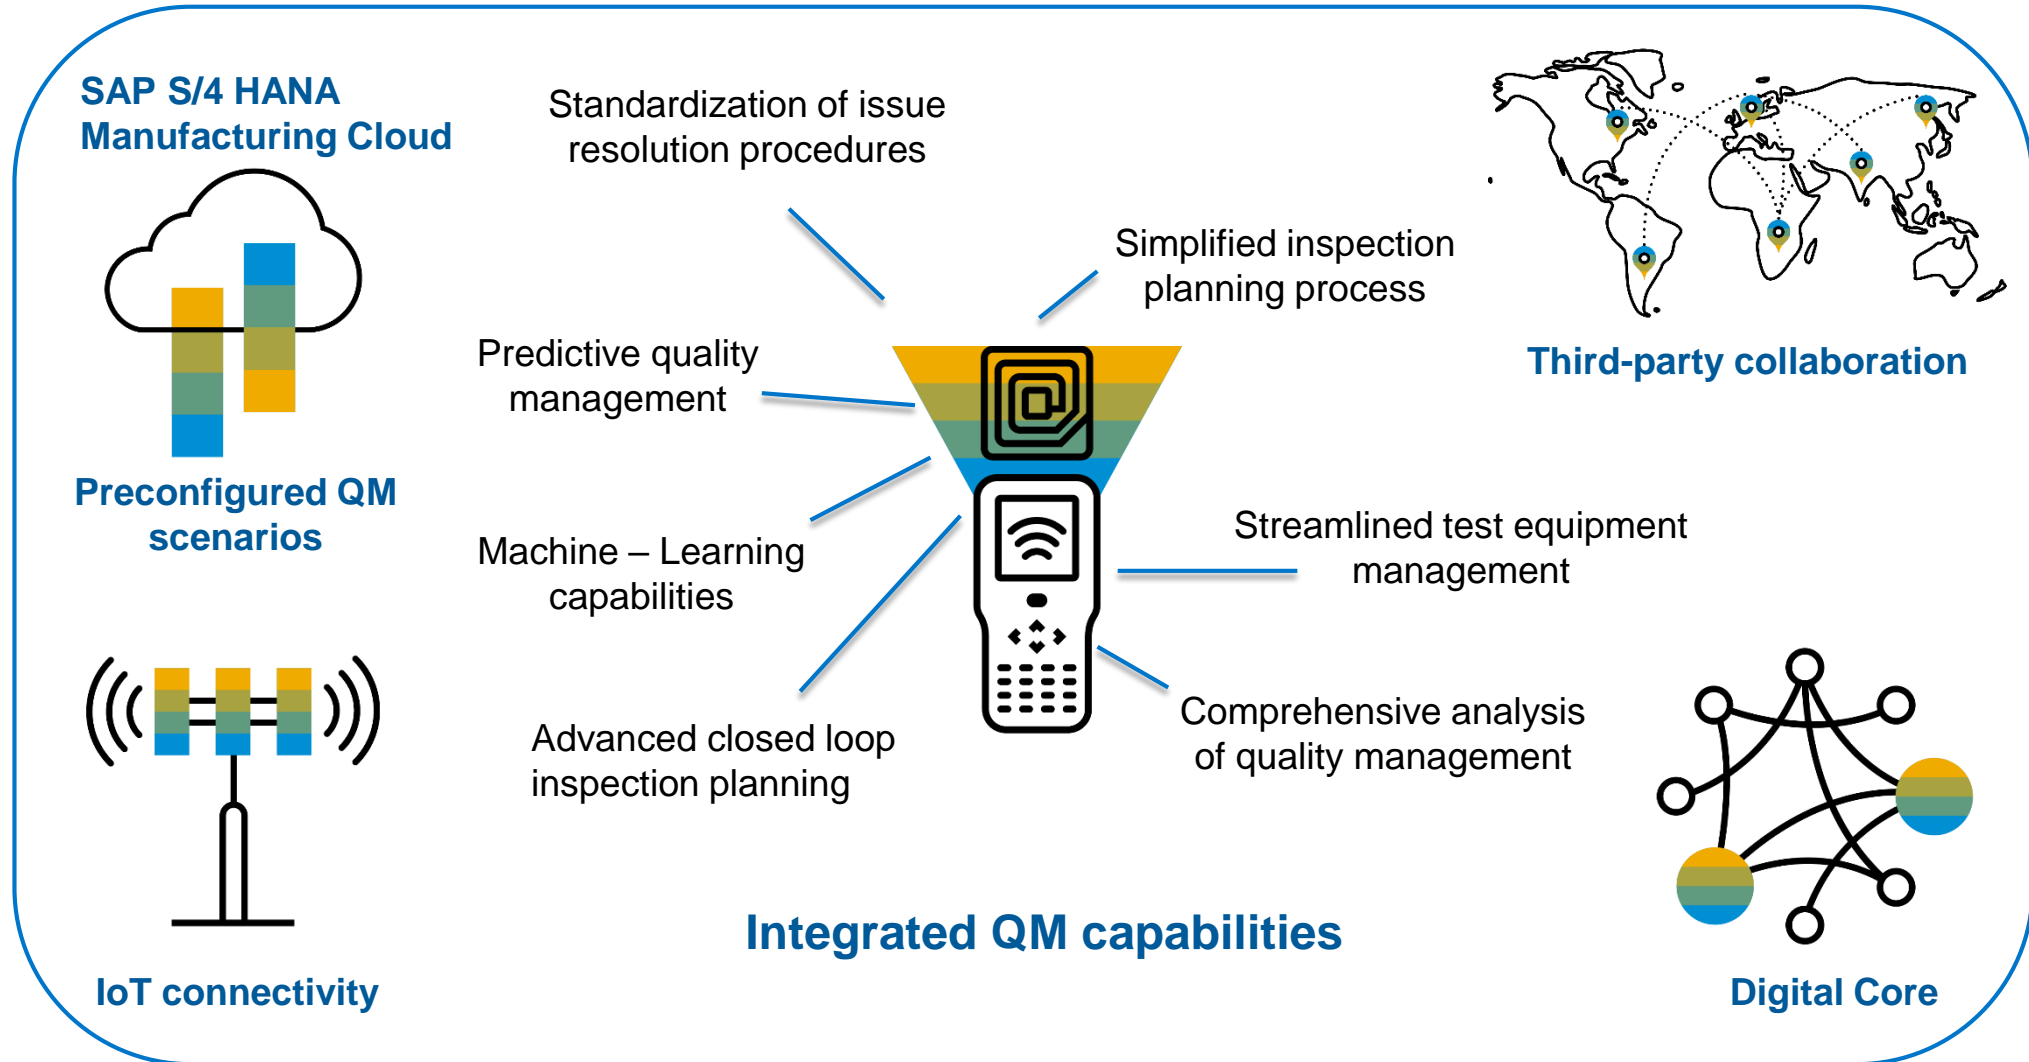 SAP S/4 HANA
Manufacturing Cloud
Preconfigured QM
scenarios
IoT connectivity
Standardization of issue
resolution procedures
Simplified inspection
planning process
Predictive quality
management
Machine – Learning
capabilities
Advanced closed loop
inspection planning
Streamlined test equipment
management
Comprehensive analysis
of quality management
Integrated QM capabilities
Third-party collaboration
Digital Core